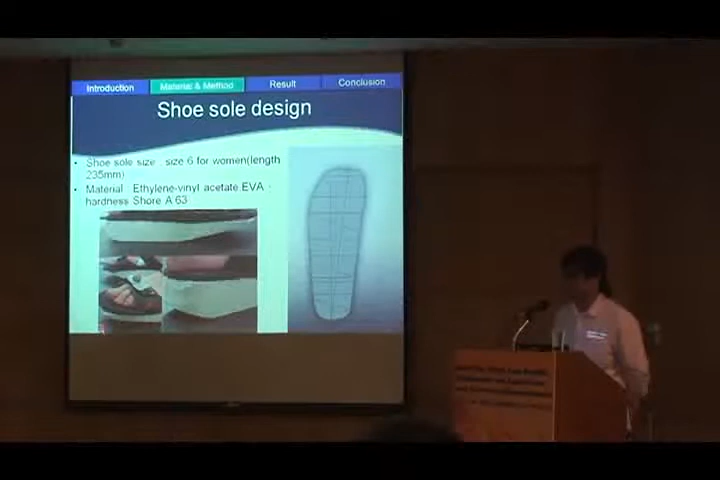 Introduction
Material & Method
Result
Conclusion
Shoe sole design
• Shoe sole size : size 6 for women(length
235mm)
• Material : Ethylene-vinyl acetate EVA -
hardness Shore A 63